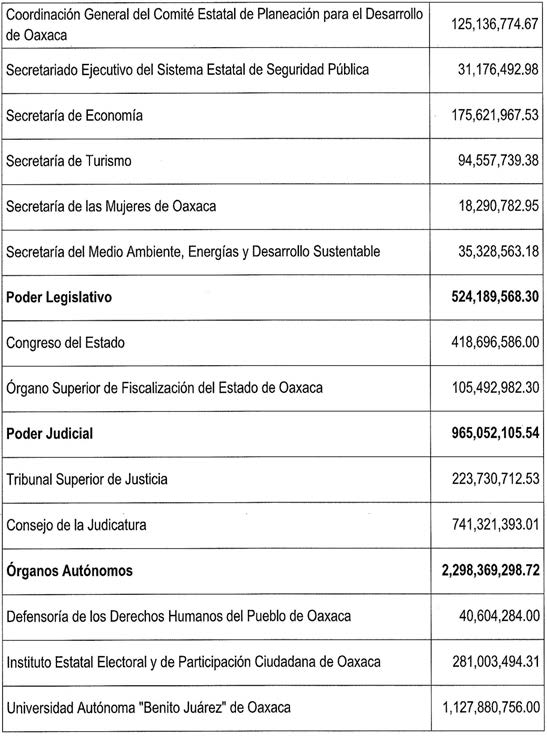 Coordinación General del Comité Estatal de Planeación para el Desarrollo
de Oaxaca
125,136,774.67
Secretariado Ejecutivo del Sistema Estatal de Seguridad Pública 31,176,492.98
Secretaría de Economía 175,621,967.53
Secretaría de Turismo 94,557,739.38
Secretaría de las Mujeres de Oaxaca 18,290,782.95
Secretaría del Medio Ambiente, Energías y Desarrollo Sustentable 35,328,563.18
Poder Legislativo 524,189,568.30
Congreso del Estado 418,696,586.00
Órgano Superior de Fiscalización del Estado de Oaxaca 105,492,982.30
Poder Judicial 965,052,105.54
Tribunal Superior de Justicia 223,730,712.53
Consejo de la Judicatura 741,321,393.01
Órganos Autónomos 2,298,369,298.72
Defensoría de los Derechos Humanos del Pueblo de Oaxaca 40,604,284.00
Instituto Estatal Electoral y de Participación Ciudadana de Oaxaca 281,003,494.31
Universidad Autónoma "Benito Juárez" de Oaxaca 1,127,880,756.00